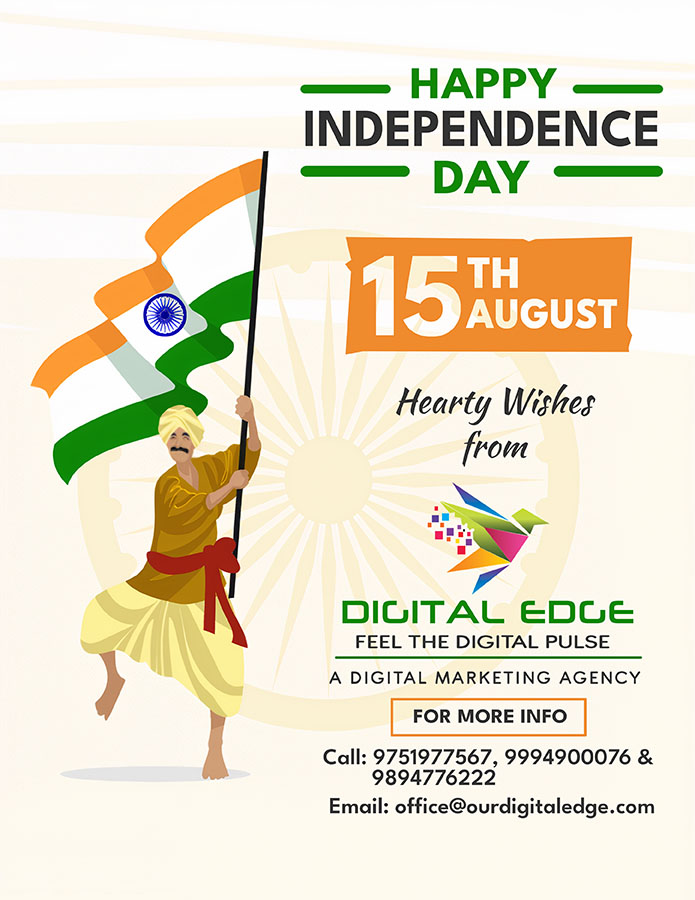 HAPPY
INDEPENDENCE
DAY
15TH
AUGUST
Hearty Wishes
from
DIGITAL EDGE
FEEL THE DIGITAL PULSE
A DIGITAL MARKETING AGENCY
FOR MORE INFO
Call: 9751977567, 9994900076 &
9894776222
Email: office@ourdigitaledge.com